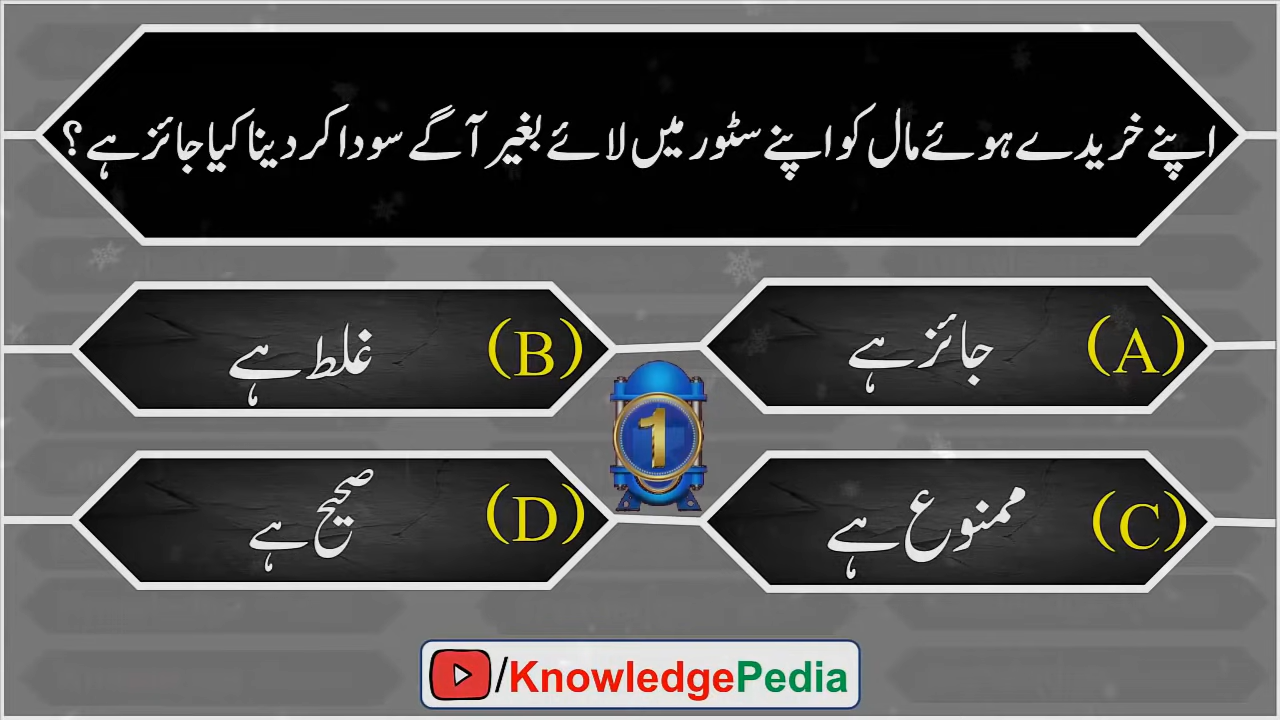 اپنے خریدے ہوئے مال کو اپنے سٹور میں لائے بغیر آگے سودا کر دینا کیا جائز ہے؟
(A) جائز ہے
(B) غلط ہے
1
(C) ممنوع ہے
(D) صحیح ہے
/KnowledgePedia